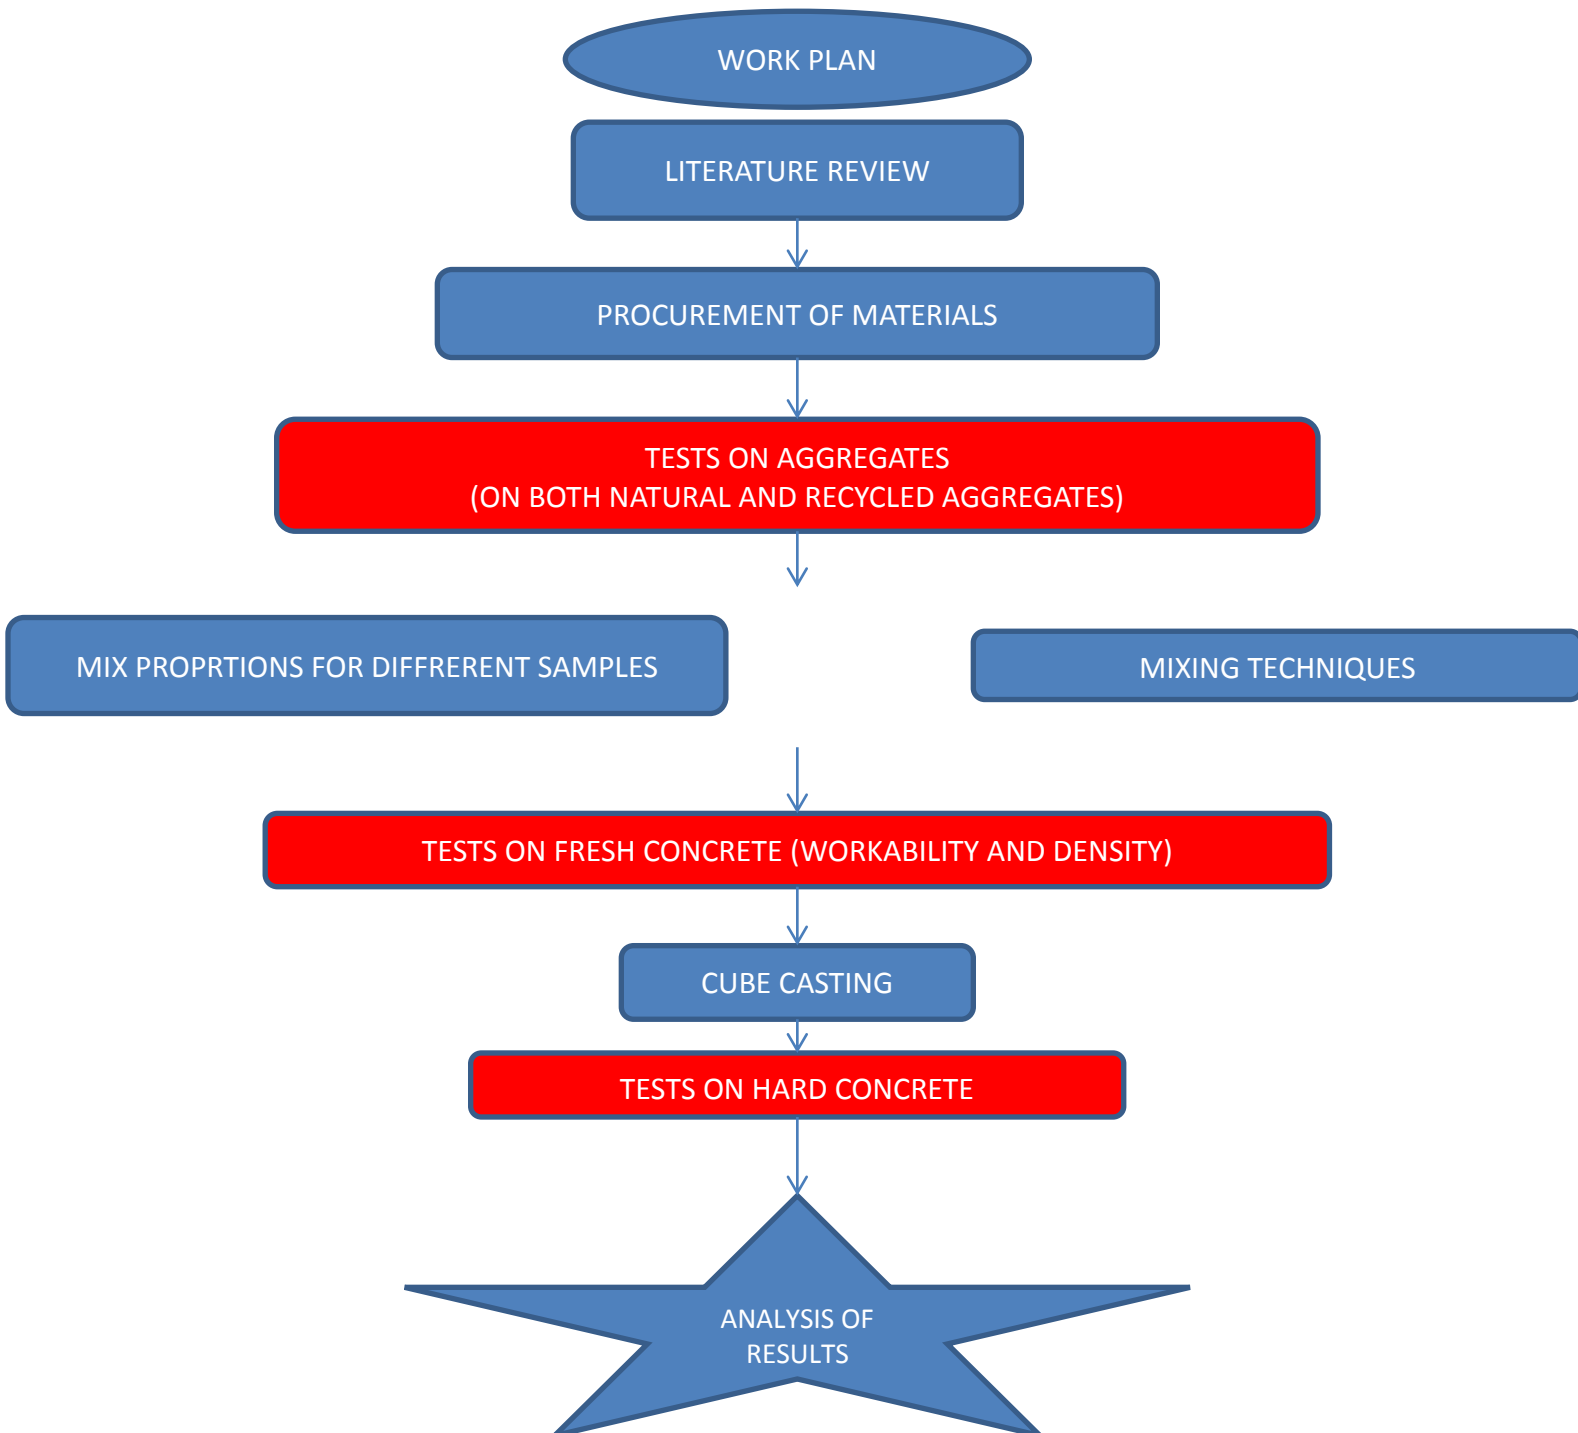 WORK PLAN
LITERATURE REVIEW
PROCUREMENT OF MATERIALS
TESTS ON AGGREGATES
(ON BOTH NATURAL AND RECYCLED AGGREGATES)
MIX PROPRTIONS FOR DIFFRERENT SAMPLES
MIXING TECHNIQUES
TESTS ON FRESH CONCRETE (WORKABILITY AND DENSITY)
CUBE CASTING
TESTS ON HARD CONCRETE
ANALYSIS OF
RESULTS